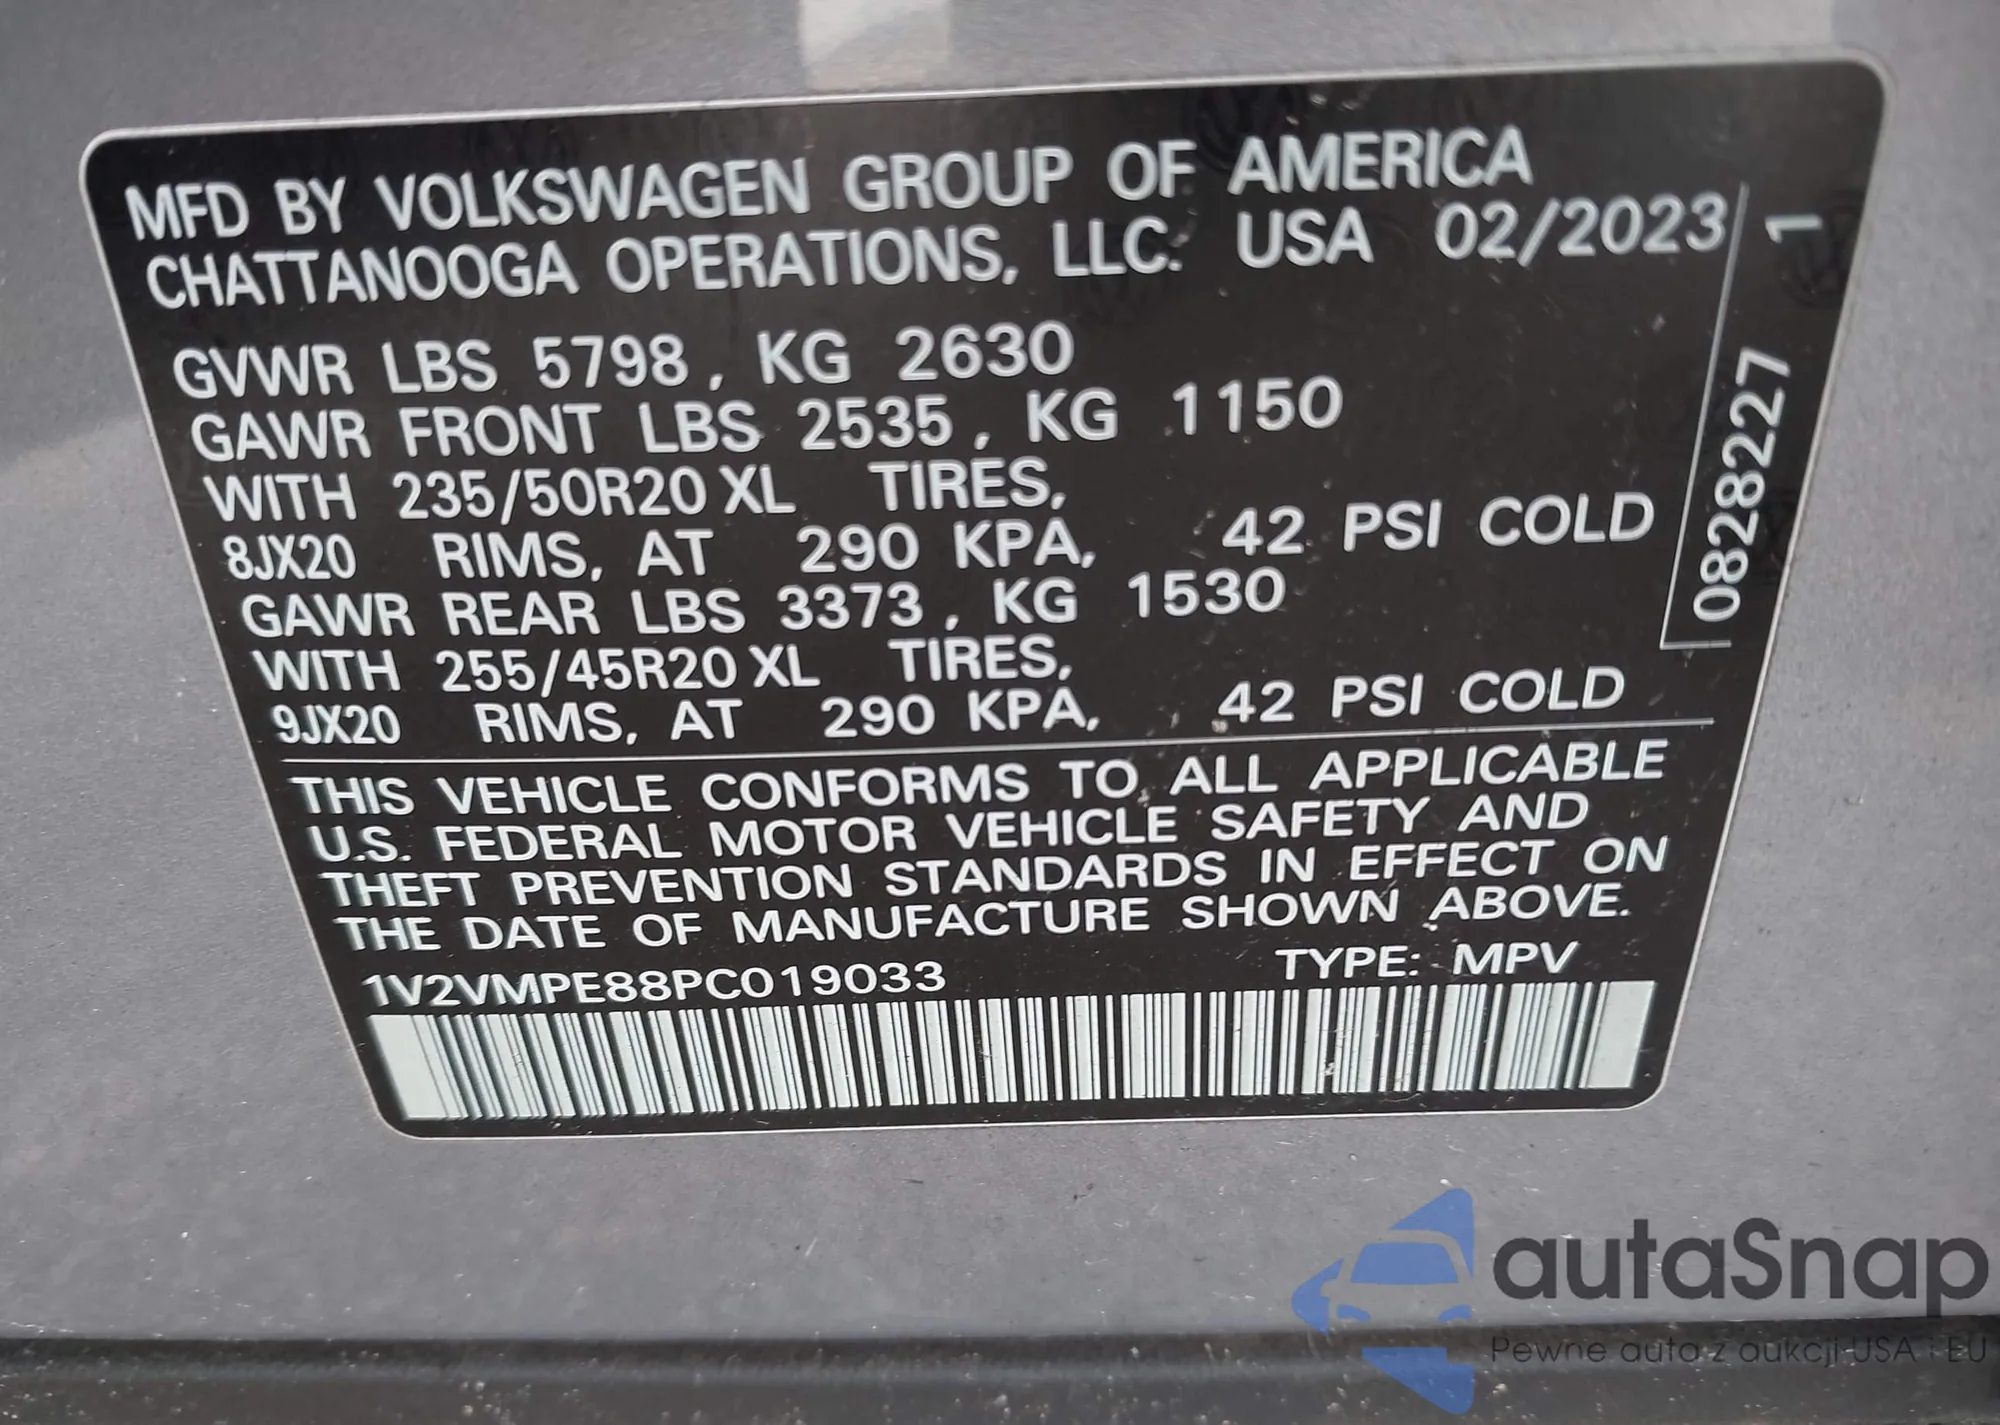 MFD BY VOLKSWAGEN GROUP OF AMERICA
CHATTANOOGA OPERATIONS, LLC. USA 02/2023
GVWR LBS 5798, KG 2630
GAWR FRONT LBS 2535, KG 1150
WITH 235/50R20 XL TIRES,
8JX20 RIMS, AT 290 KPA, 42 PSI COLD
GAWR REAR LBS 3373, KG 1530
WITH 255/45R20 XL TIRES,
9JX20 RIMS, AT 290 KPA, 42 PSI COLD
0828227 1
THIS VEHICLE CONFORMS TO ALL APPLICABLE
U.S. FEDERAL MOTOR VEHICLE SAFETY AND
THEFT PREVENTION STANDARDS IN EFFECT ON
THE DATE OF MANUFACTURE SHOWN ABOVE.
1V2VMPE88PC019033 TYPE: MPV
autaSnap
Pewne auta z aukcji USA i EU